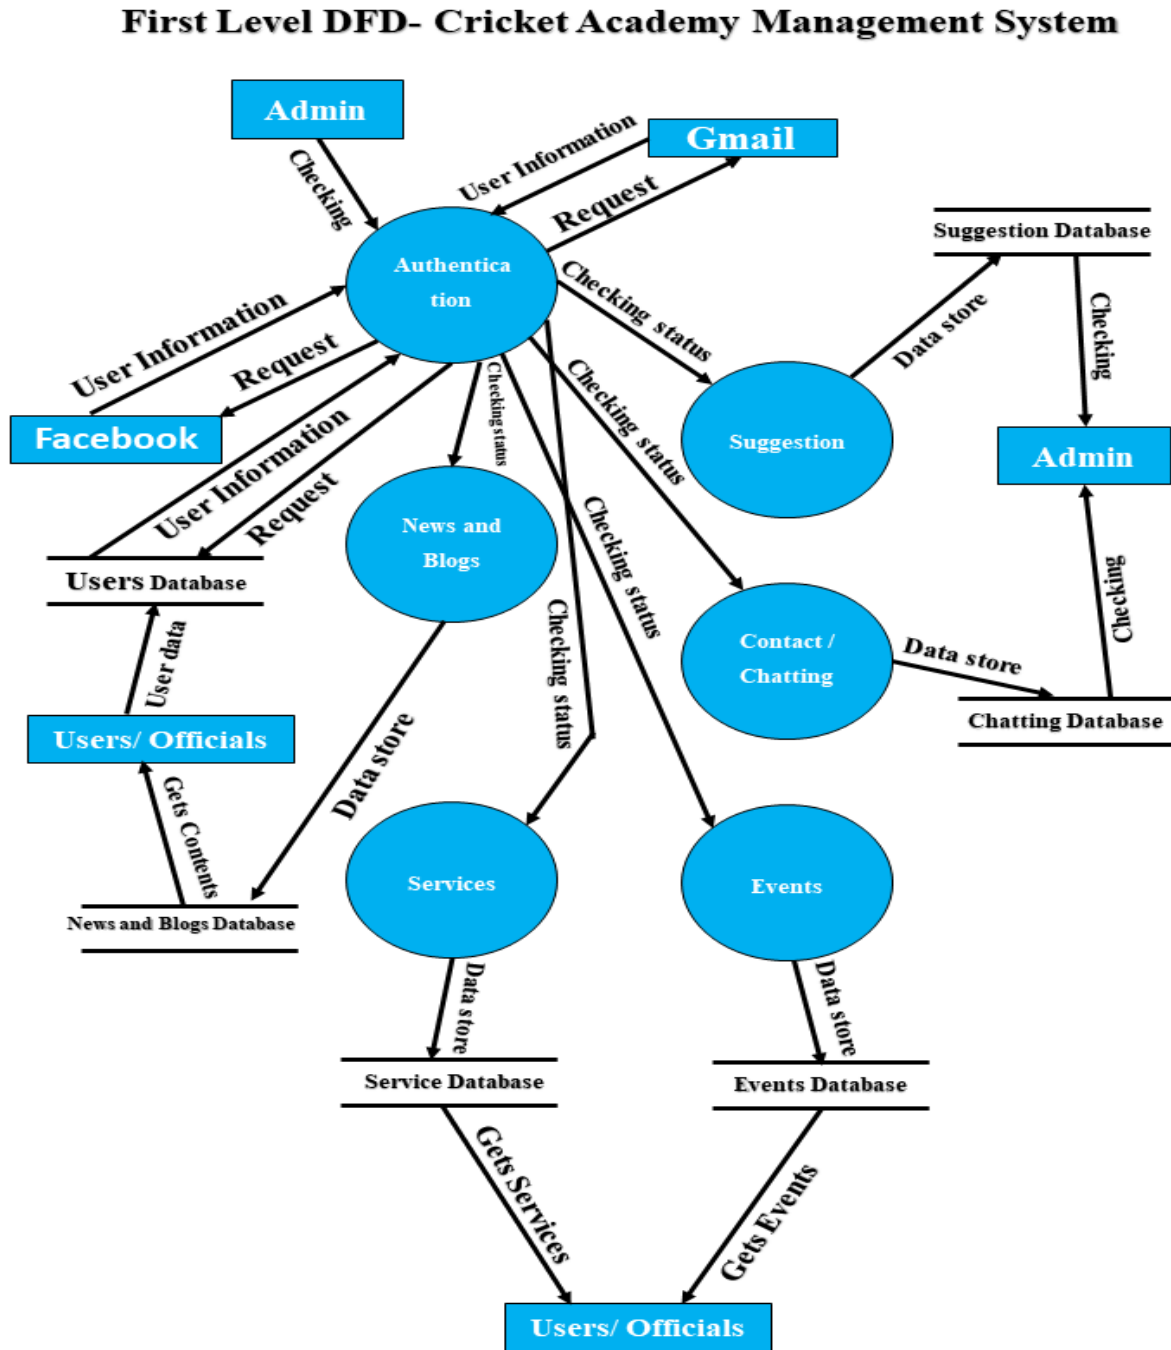 First Level DFD- Cricket Academy Management System
Admin
Gmail
Checking
User Information
Request
Suggestion Database
Authentica
tion
Checking status
Data store
Checking
User Information
Request
Checking status
Checking status
Facebook
Suggestion
Admin
User Information
Request
News and
Blogs
Checking status
Checking status
Users Database
Checking
User data
Contact /
Chatting
Data store
Users/ Officials
Chatting Database
Data store
Gets Contents
Services
Events
News and Blogs Database
Data store
Data store
Service Database
Events Database
Gets Services
Gets Events
Users/ Officials